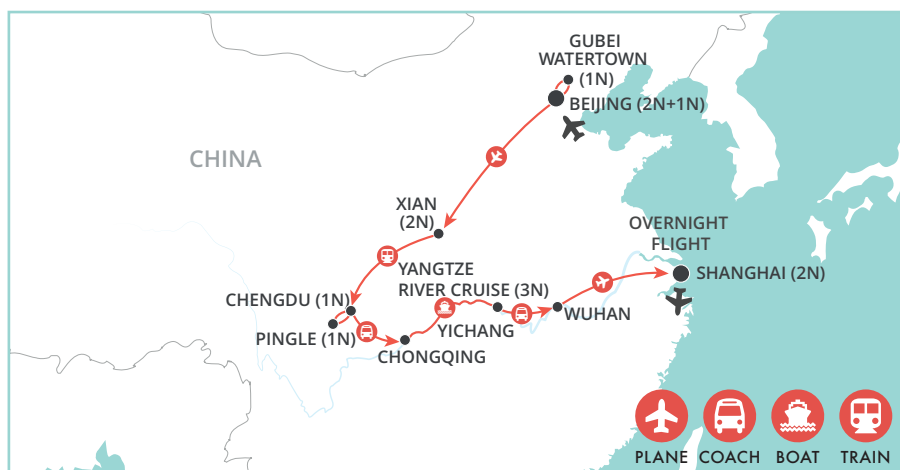 GUBEI
WATERTOWN
(1N)
BEIJING (2N+1N)
CHINA
XIAN
(2N)
OVERNIGHT
FLIGHT
YANGTZE
RIVER CRUISE (3N)
SHANGHAI (2N)
CHENGDU (1N)
WUHAN
YICHANG
PINGLE (1N)
CHONGQING
PLANE COACH BOAT TRAIN